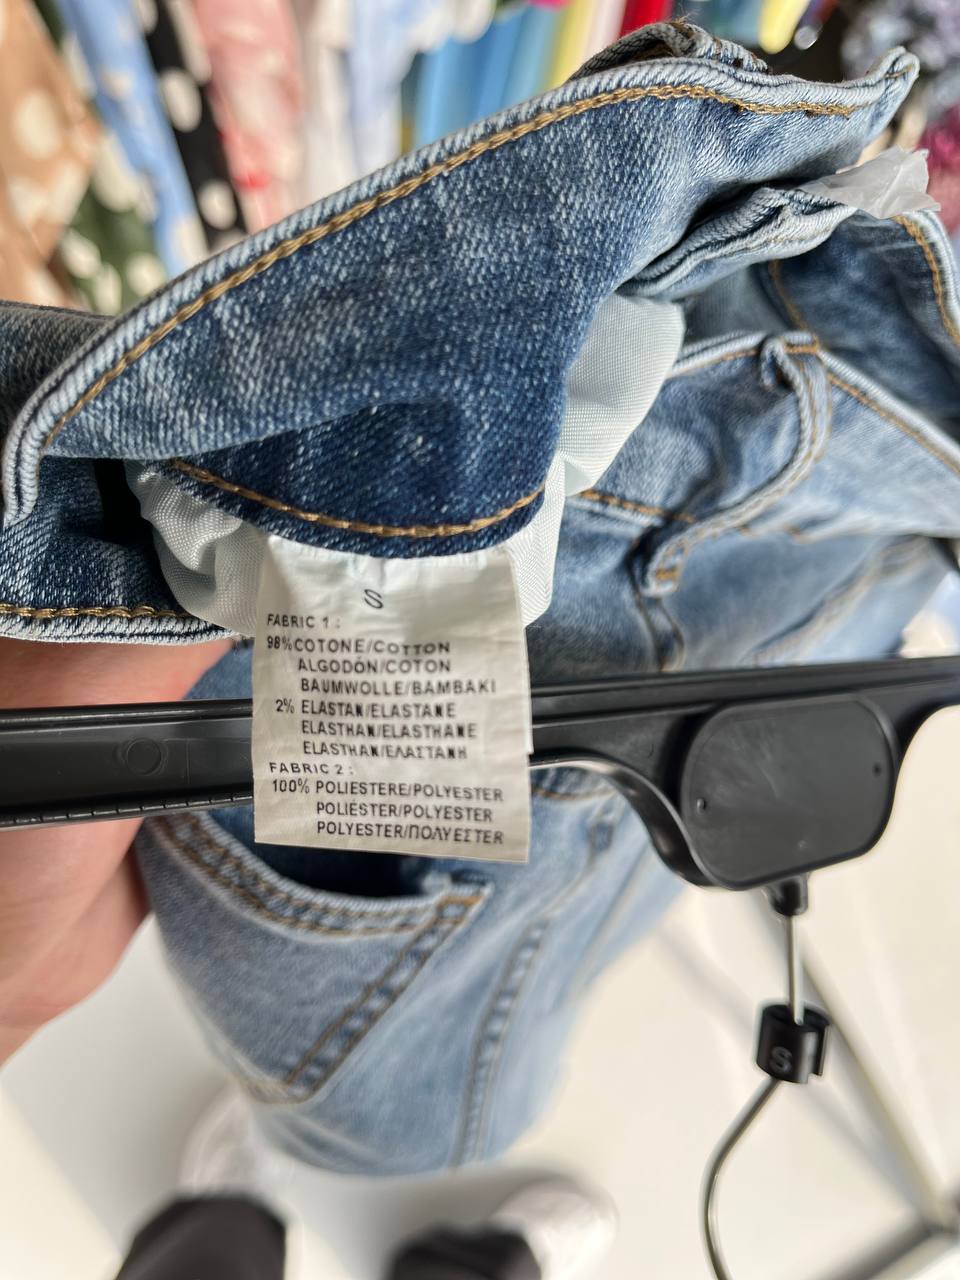 S
FABRIC 1 :
98% COTONE/COTTON
ALGODÓN/COTON
BAUMWOLLE/BAMBAKI
2% ELASTAN/ELASTANE
ELASTHAN/ELASTHANE
ELASTHAN/ΕΛΑΣΤΑΝΗ
FABRIC 2 :
100% POLIESTERE/POLYESTER
POLIÉSTER/POLYESTER
POLYESTER/ΠΟΛΥΕΣΤΕR
S